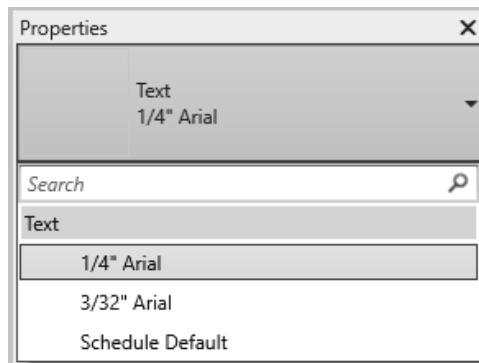 Properties
Text
1/4" Arial
Search
Text
1/4" Arial
3/32" Arial
Schedule Default